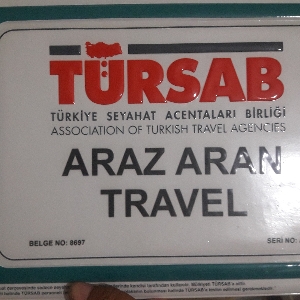 TÜRSAB
TÜRKİYE SEYAHAT ACENTALARI BİRLİĞİ
ASSOCIATION OF TURKISH TRAVEL AGENCIES
ARAZ ARAN
TRAVEL
BELGE NO: 8697
SERI NO: